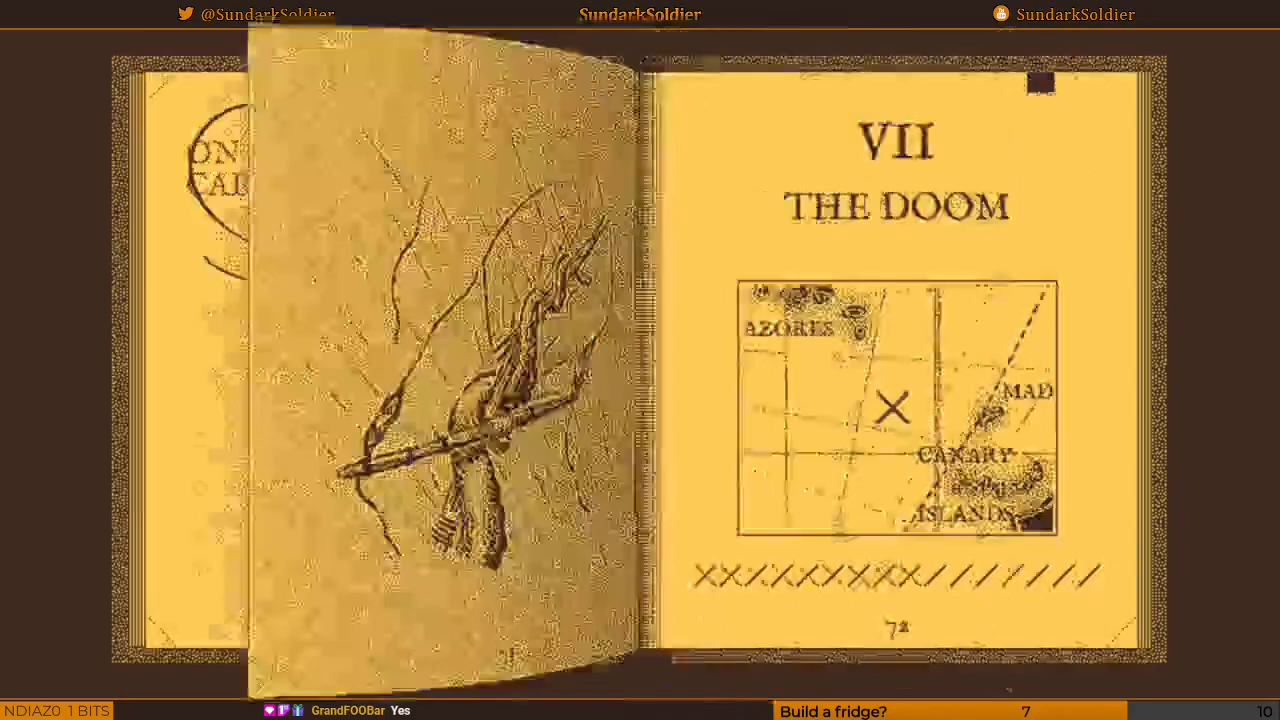 @SundarkSoldier
SundarkSoldier
SundarkSoldier
VII
THE DOOM
AZORES
MAD
CANARY
ISLANDS
72
NDIAZ0 1 BITS
GrandFOOBar Yes
Build a fridge? 7 10